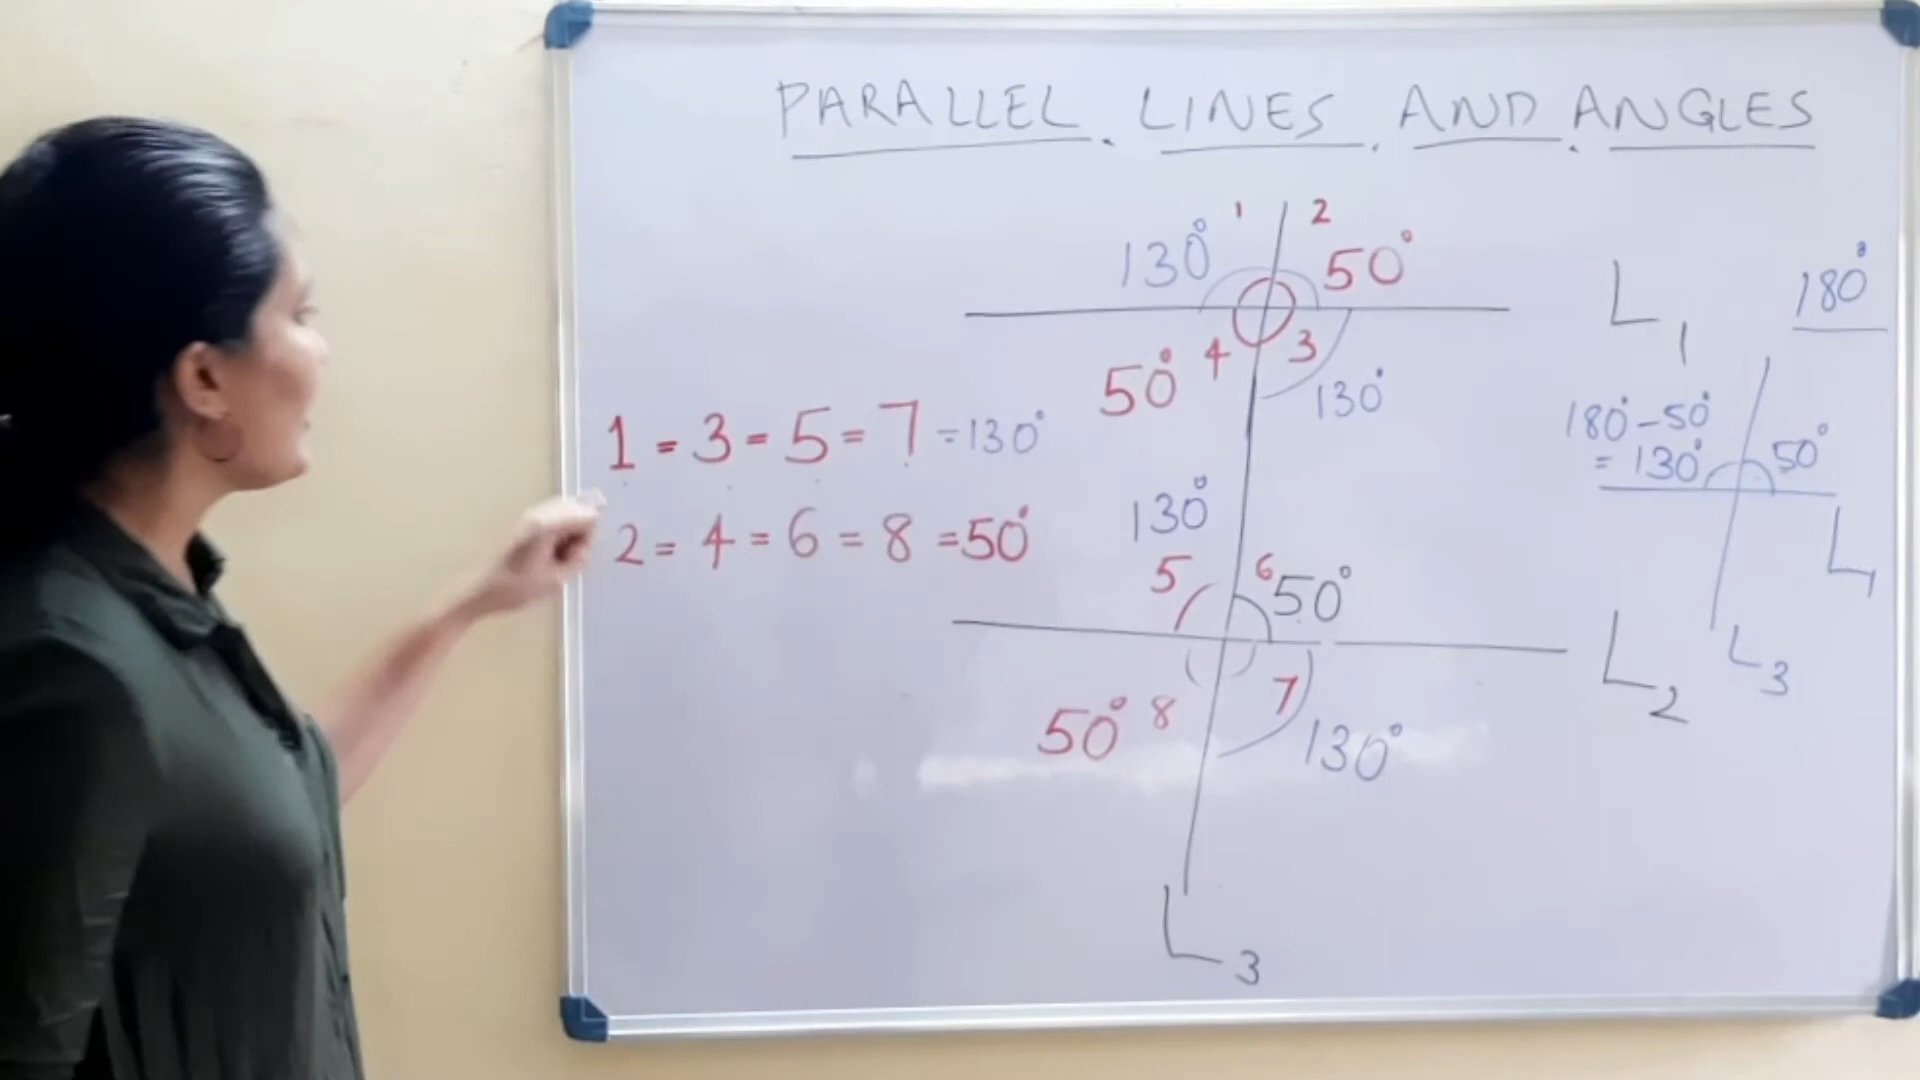 PARALLEL LINES AND ANGLES
1 2
130° 50°
L1
180°
4 3
50° 130°
1 = 3 = 5 = 7 = 130°
2 = 4 = 6 = 8 = 50°
180° - 50°
= 130° 50°
L1
L3
130°
5 6 50°
L2
50° 8 7
130°
L3